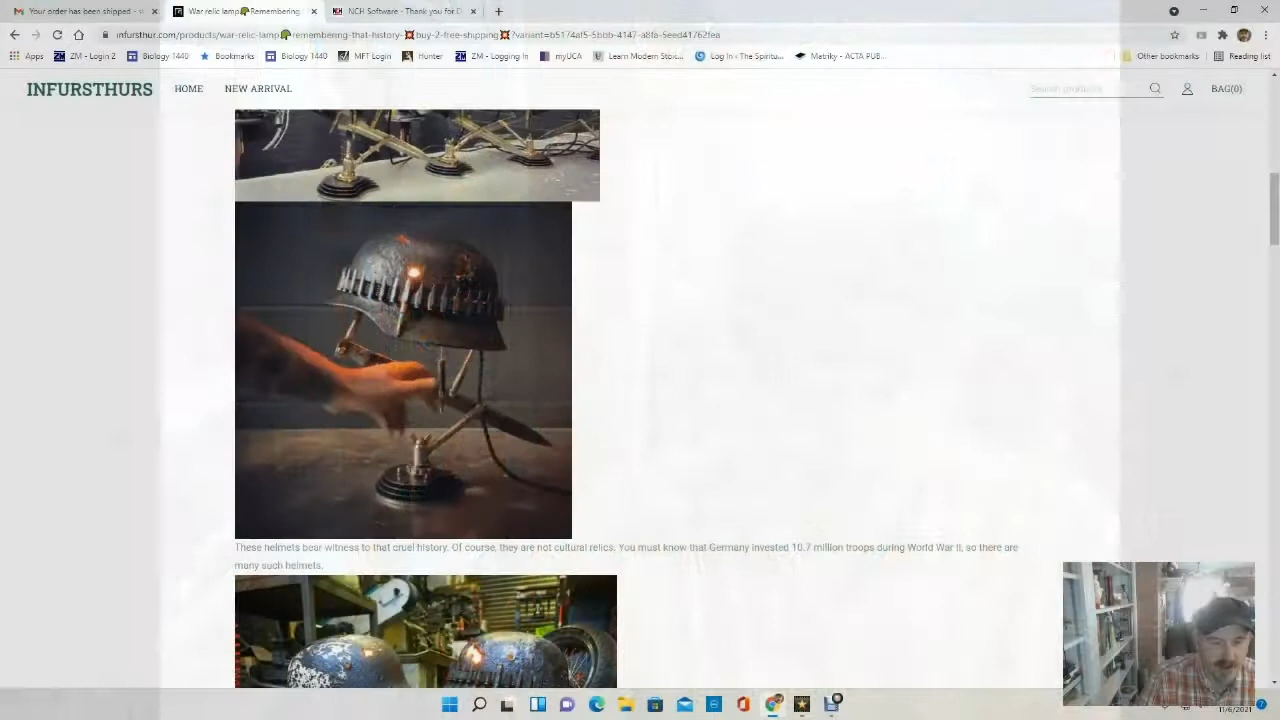 Your order has been shipped -
War relic lamp
remembering
NCH Software - Thank you for D
infursthur.com/products/war-relic-lamp
remembering-that-history-
buy-2-free-shipping
?variant=b5174af5-5bbb-4147-a8fa-5eed41762fea
Apps
ZM - Lions 2
Biology 1440
Bookmarks
Biology 1440
MFT Login
Hunter
ZM - Logging In
myUCA
Learn Modern Stoic...
Log In ‹ The Spiritu...
Matriky - ACTA PUB...
Other bookmarks
Reading list
INFURSTHURS
HOME
NEW ARRIVAL
Search products
BAG(0)
These helmets bear witness to that cruel history. Of course, they are not cultural relics. You must know that Germany invested 10.7 million troops during World War II, so there are
many such helmets.
11/6/2021